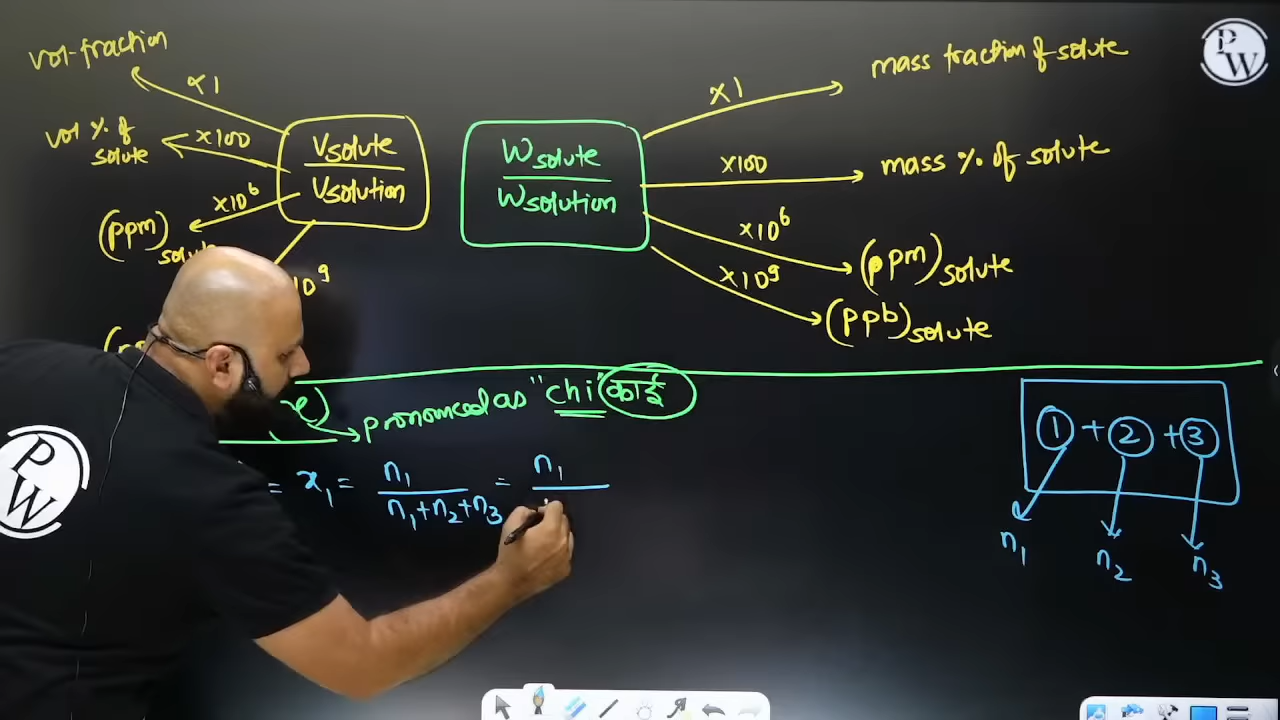 vol-fraction
×1
vol % of
solute
×100
(ppm)
×10⁶
Vsolute
Vsolution
Wsolute
Wsolution
×1
mass fraction of solute
×100
mass % of solute
×10⁶
(ppm)solute
×10⁹
(ppb)solute
PW
pronounced as "chi" काई
= x₁ = n₁ / n₁+n₂+n₃ = n₁
1 + 2 + 3
n₁ n₂ n₃
PW